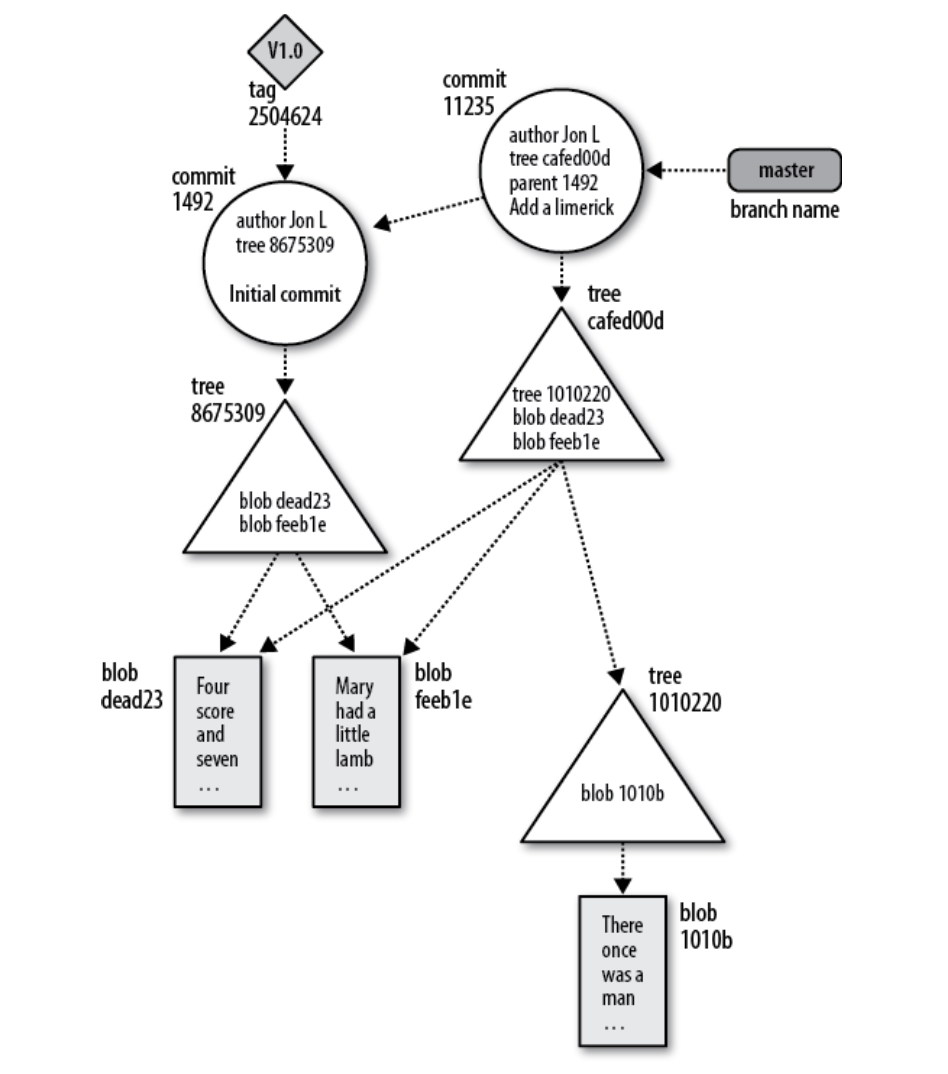 V1.0
tag
2504624
commit
11235
author Jon L
tree cafed00d
parent 1492
Add a limerick
master
branch name
commit
1492
author Jon L
tree 8675309
Initial commit
tree
cafed00d
tree 1010220
blob dead23
blob feeb1e
tree
8675309
blob dead23
blob feeb1e
blob
dead23
Four
score
and
seven
...
Mary
had a
little
lamb
...
blob
feeb1e
tree
1010220
blob 1010b
There
once
was a
man
...
blob
1010b